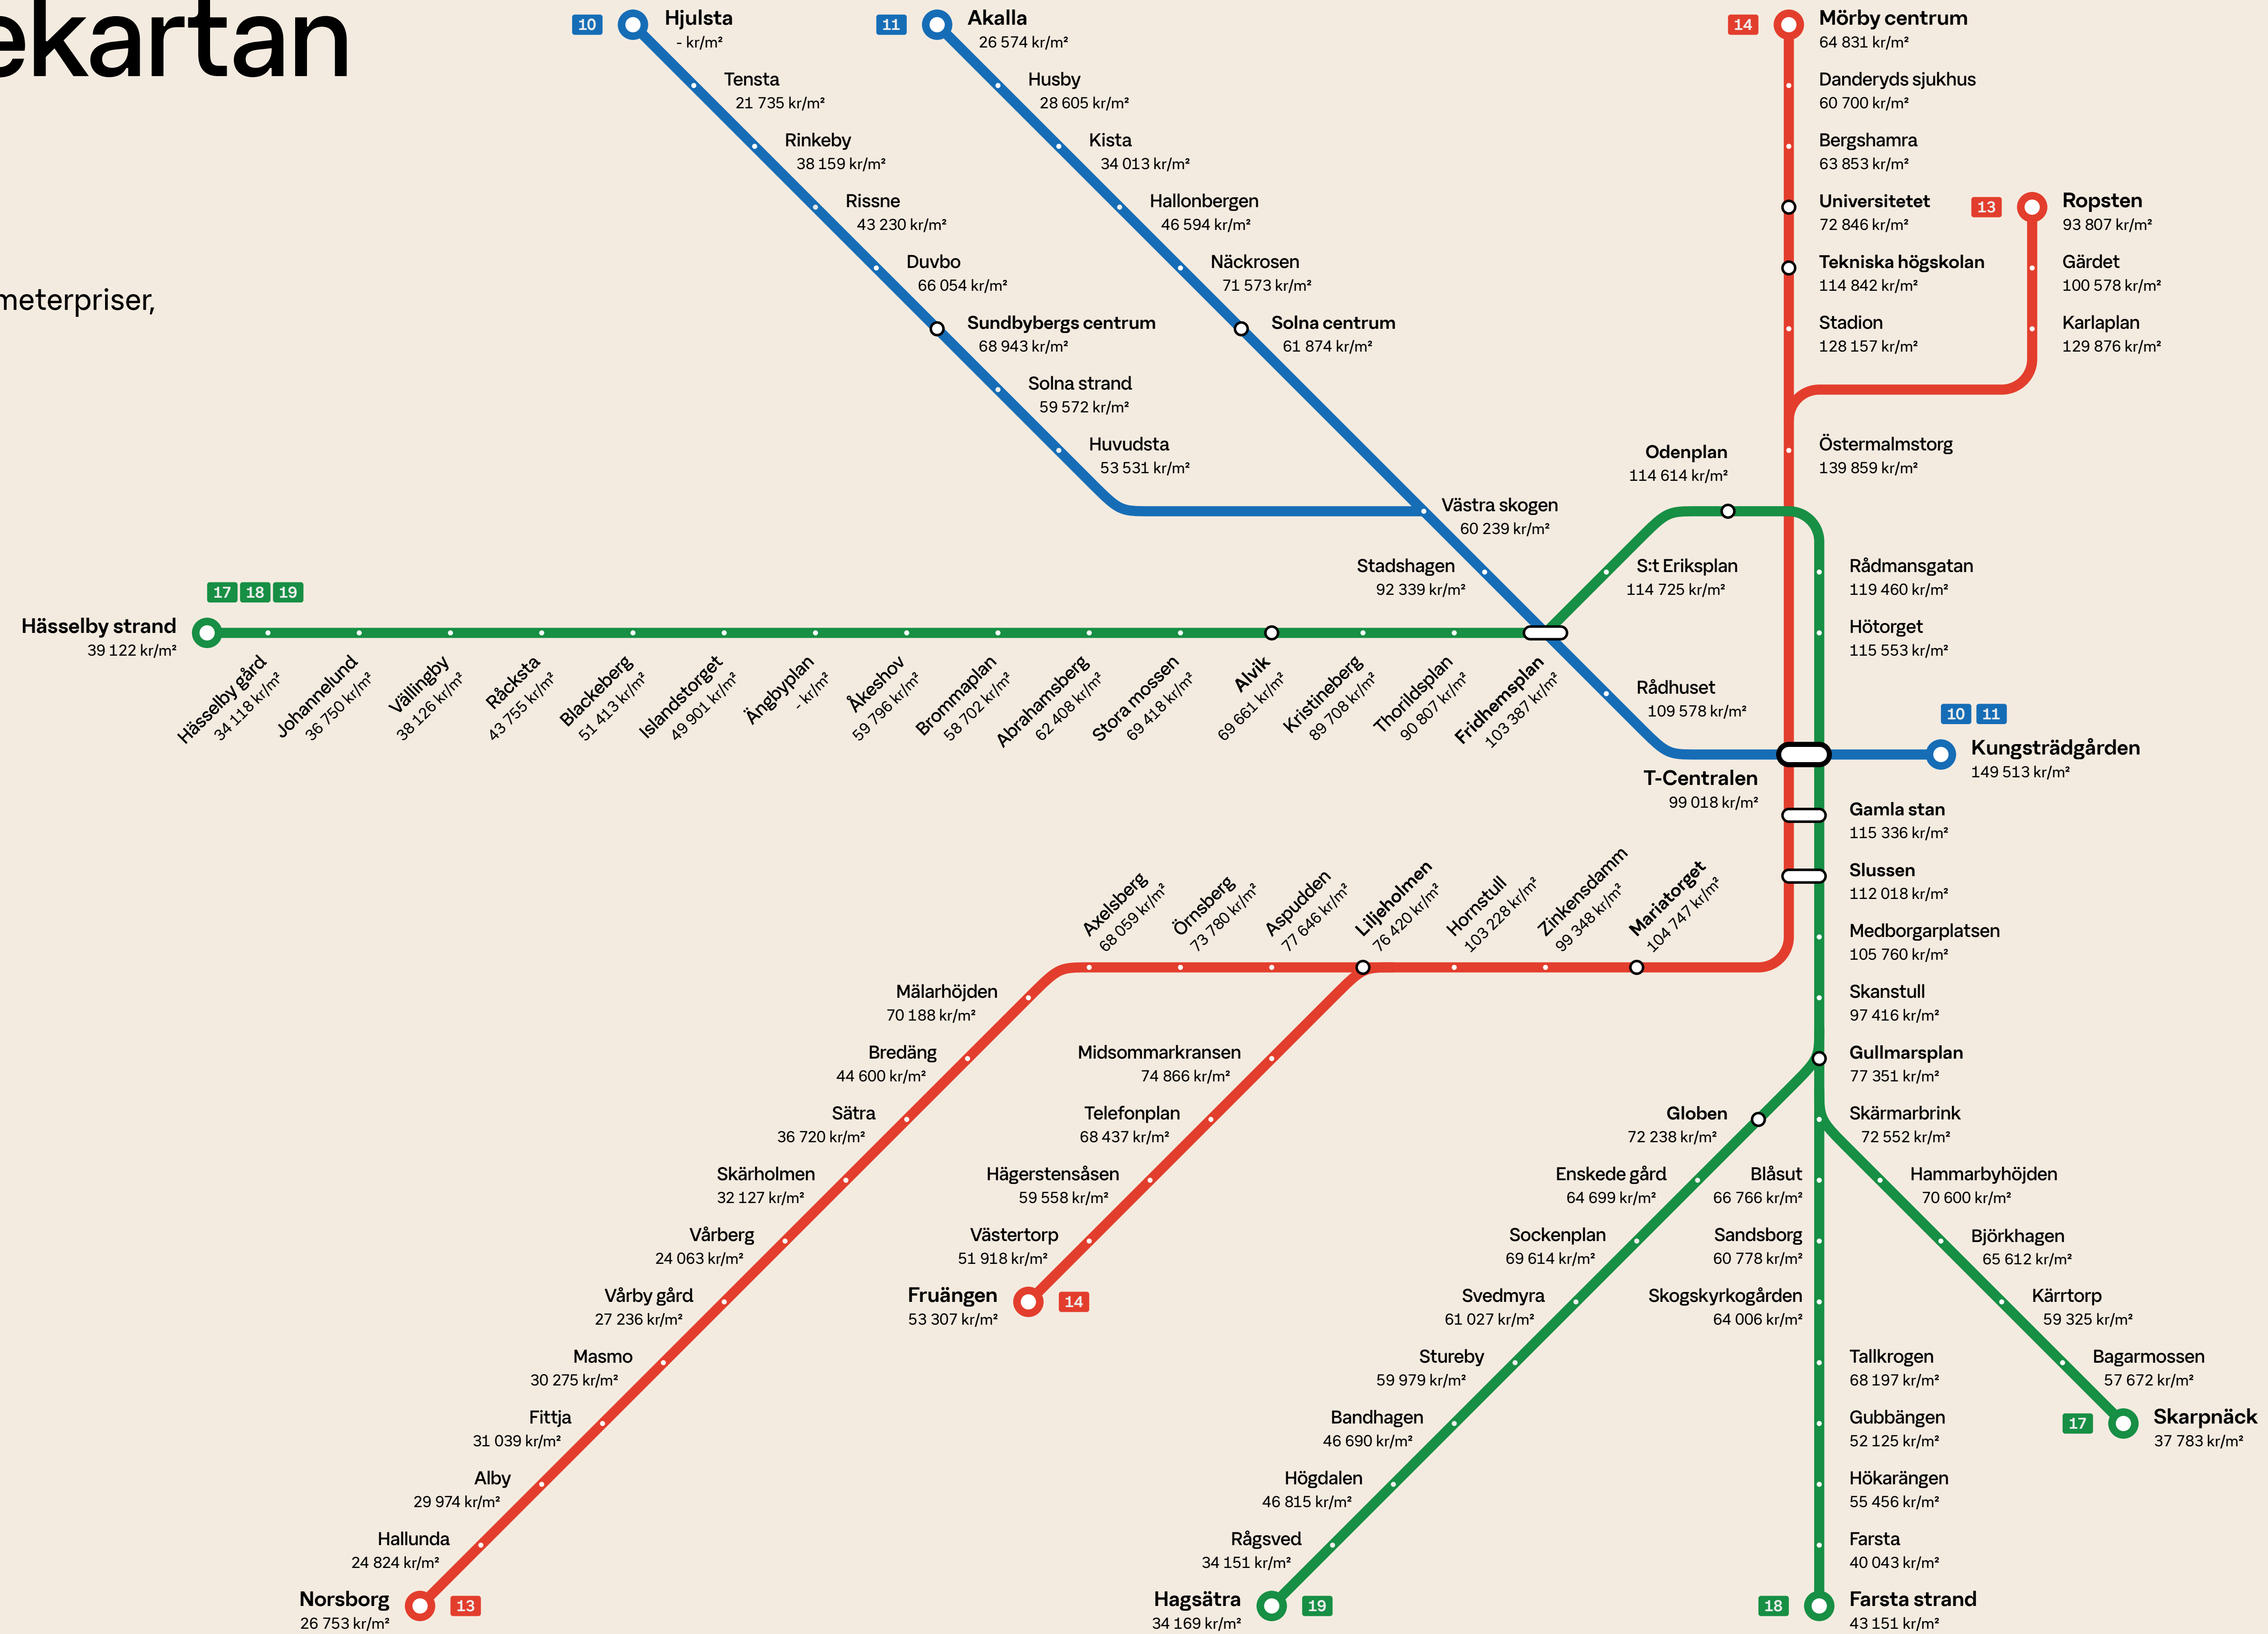 ekartan
meterpriser,
10
Hjulsta
- kr/m²
Tensta
21 735 kr/m²
Rinkeby
38 159 kr/m²
Rissne
43 230 kr/m²
Duvbo
66 054 kr/m²
Sundbybergs centrum
68 943 kr/m²
Solna strand
59 572 kr/m²
Huvudsta
53 531 kr/m²
11
Akalla
26 574 kr/m²
Husby
28 605 kr/m²
Kista
34 013 kr/m²
Hallonbergen
46 594 kr/m²
Näckrosen
71 573 kr/m²
Solna centrum
61 874 kr/m²
Västra skogen
60 239 kr/m²
Stadshagen
92 339 kr/m²
14
Mörby centrum
64 831 kr/m²
Danderyds sjukhus
60 700 kr/m²
Bergshamra
63 853 kr/m²
Universitetet
72 846 kr/m²
Tekniska högskolan
114 842 kr/m²
Stadion
128 157 kr/m²
13
Ropsten
93 807 kr/m²
Gärdet
100 578 kr/m²
Karlaplan
129 876 kr/m²
Östermalmstorg
139 859 kr/m²
Odenplan
114 614 kr/m²
S:t Eriksplan
114 725 kr/m²
Rådmansgatan
119 460 kr/m²
Hötorget
115 553 kr/m²
17 18 19
Hässelby strand
39 122 kr/m²
Hässelby gård
34 118 kr/m²
Johannelund
36 750 kr/m²
Vällingby
38 126 kr/m²
Råcksta
43 755 kr/m²
Blackeberg
51 413 kr/m²
Islandstorget
49 901 kr/m²
Ängbyplan
- kr/m²
Åkeshov
59 796 kr/m²
Brommaplan
58 702 kr/m²
Abrahamsberg
62 408 kr/m²
Stora mossen
69 418 kr/m²
Alvik
69 661 kr/m²
Kristineberg
89 708 kr/m²
Thorildsplan
90 807 kr/m²
Fridhemsplan
103 387 kr/m²
Rådhuset
109 578 kr/m²
T-Centralen
99 018 kr/m²
10 11
Kungsträdgården
149 513 kr/m²
Gamla stan
115 336 kr/m²
Slussen
112 018 kr/m²
Medborgarplatsen
105 760 kr/m²
Skanstull
97 416 kr/m²
Gullmarsplan
77 351 kr/m²
Skärmarbrink
72 552 kr/m²
Axelsberg
68 059 kr/m²
Örnsberg
73 780 kr/m²
Aspudden
77 646 kr/m²
Liljeholmen
76 420 kr/m²
Hornstull
103 228 kr/m²
Zinkensdamm
99 348 kr/m²
Mariatorget
104 747 kr/m²
Mälarhöjden
70 188 kr/m²
Bredäng
44 600 kr/m²
Sätra
36 720 kr/m²
Skärholmen
32 127 kr/m²
Vårberg
24 063 kr/m²
Vårby gård
27 236 kr/m²
Masmo
30 275 kr/m²
Fittja
31 039 kr/m²
Alby
29 974 kr/m²
Hallunda
24 824 kr/m²
Norsborg
26 753 kr/m²
13
Midsommarkransen
74 866 kr/m²
Telefonplan
68 437 kr/m²
Hägerstensåsen
59 558 kr/m²
Västertorp
51 918 kr/m²
Fruängen
53 307 kr/m²
14
Globen
72 238 kr/m²
Enskede gård
64 699 kr/m²
Sockenplan
69 614 kr/m²
Svedmyra
61 027 kr/m²
Stureby
59 979 kr/m²
Bandhagen
46 690 kr/m²
Högdalen
46 815 kr/m²
Rågsved
34 151 kr/m²
Hagsätra
34 169 kr/m²
19
Blåsut
66 766 kr/m²
Sandsborg
60 778 kr/m²
Skogskyrkogården
64 006 kr/m²
Tallkrogen
68 197 kr/m²
Gubbängen
52 125 kr/m²
Hökarängen
55 456 kr/m²
Farsta
40 043 kr/m²
18
Farsta strand
43 151 kr/m²
Hammarbyhöjden
70 600 kr/m²
Björkhagen
65 612 kr/m²
Kärrtorp
59 325 kr/m²
Bagarmossen
57 672 kr/m²
17
Skarpnäck
37 783 kr/m²